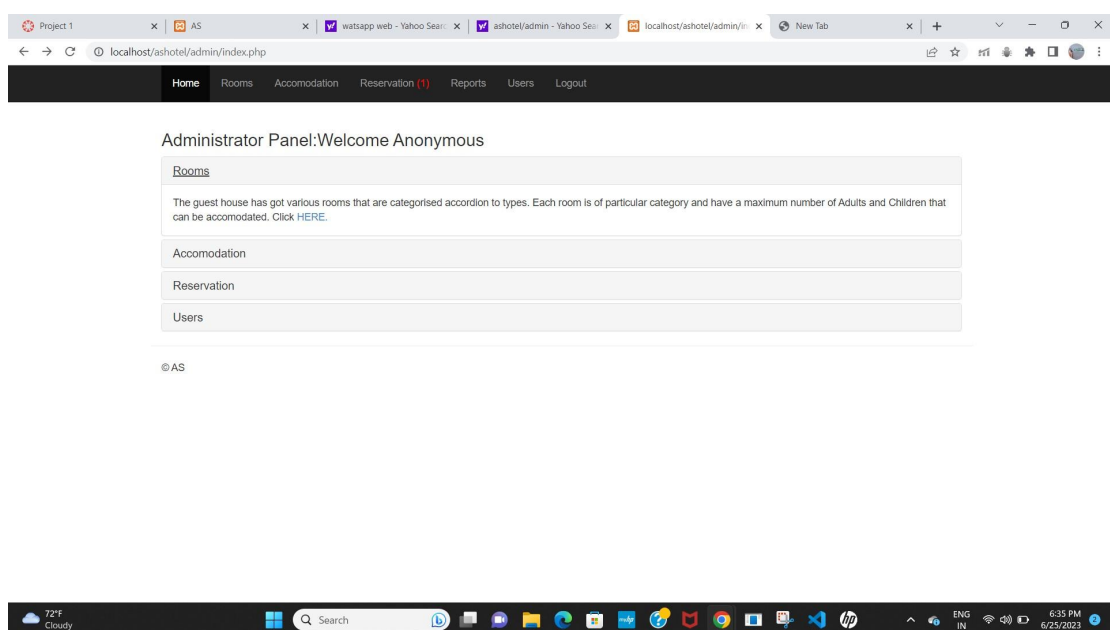 Project 1
AS
watsapp web - Yahoo Searc
ashotel/admin - Yahoo Sea
localhost/ashotel/admin/in
New Tab
localhost/ashotel/admin/index.php
Home Rooms Accomodation Reservation (1) Reports Users Logout
Administrator Panel:Welcome Anonymous
Rooms
The guest house has got various rooms that are categorised accordion to types. Each room is of particular category and have a maximum number of Adults and Children that
can be accomodated. Click HERE.
Accomodation
Reservation
Users
© AS
72°F
Cloudy
Search
ENG
IN
6:35 PM
6/25/2023
2